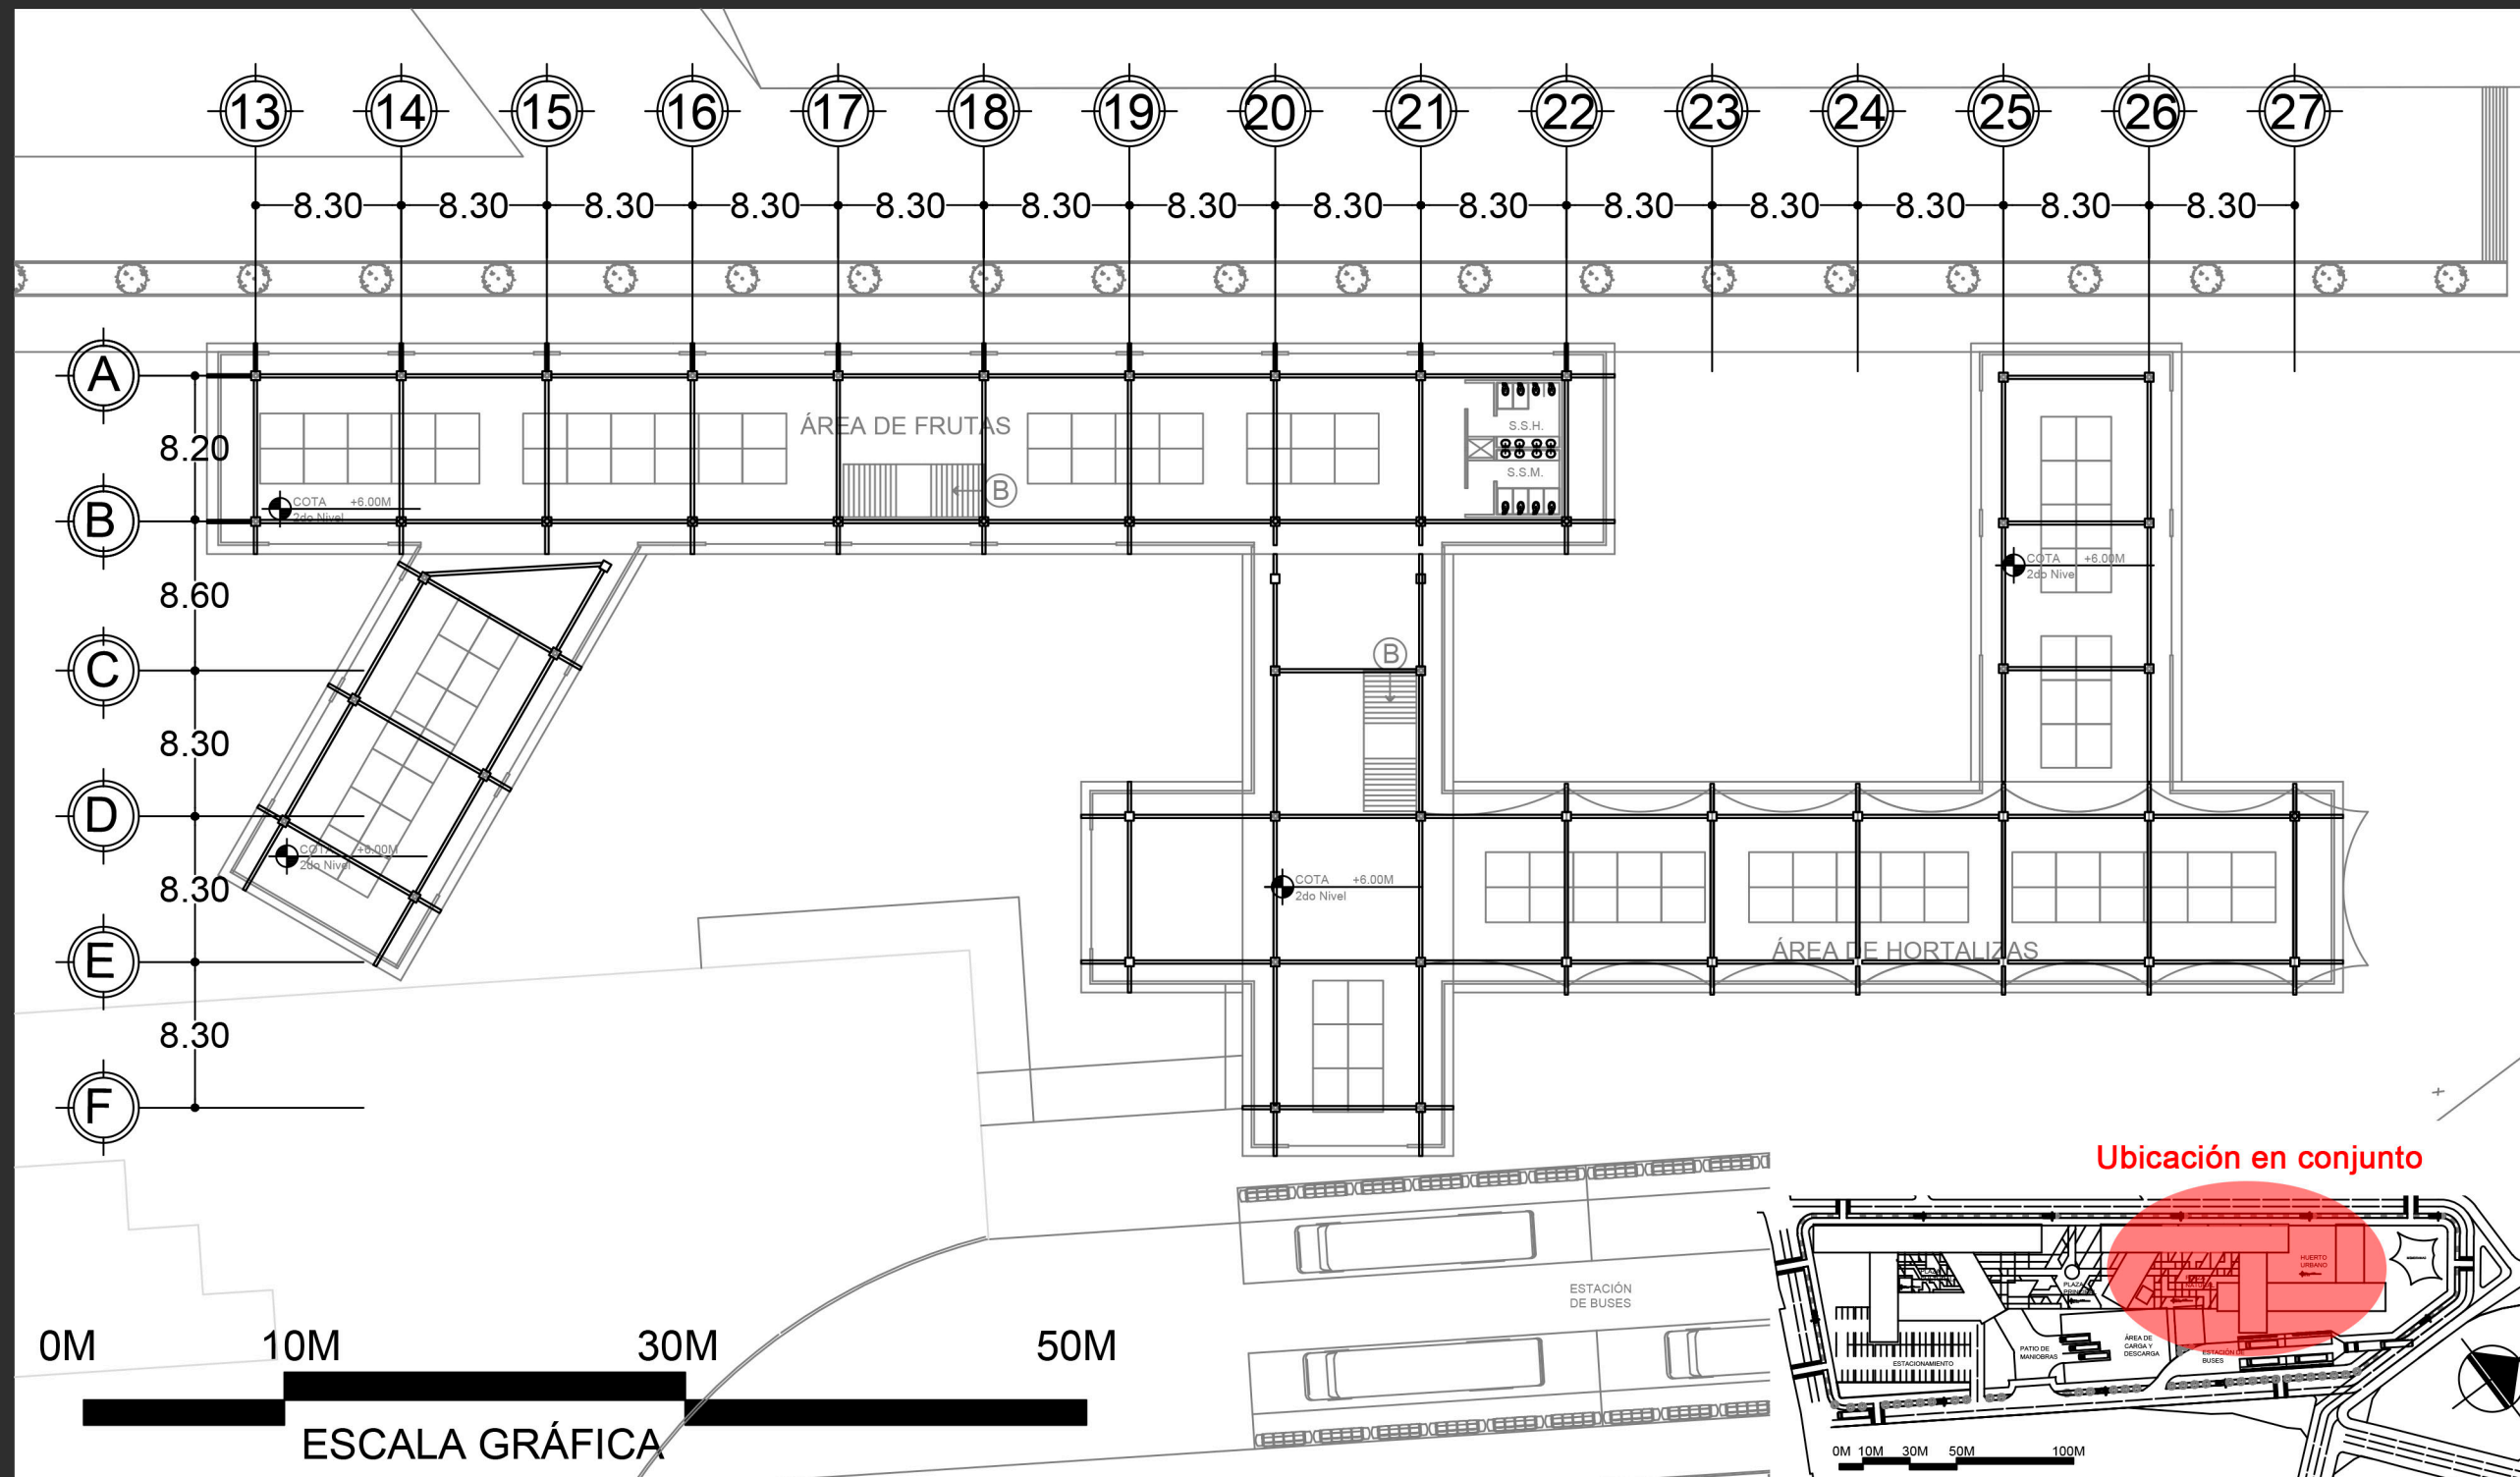 13 14 15 16 17 18 19 20 21 22 23 24 25 26 27
8.30 8.30 8.30 8.30 8.30 8.30 8.30 8.30 8.30 8.30 8.30 8.30 8.30 8.30
A
8.20
B
8.60
C
8.30
D
8.30
E
8.30
F
ÁREA DE FRUTAS
B
S.S.H.
S.S.M.
COTA +6.00M
2do Nivel
COTA +6.00M
2do Nive
B
COTA +6.00M
2do Nivel
COTA +6.00M
2do Nivel
ÁREA DE HORTALIZAS
ESTACIÓN
DE BUSES
0M 10M 30M 50M
ESCALA GRÁFICA
Ubicación en conjunto
HUERTO
URBANO
PLAZA
PATIO DE
MANIOBRAS
ÁREA DE
CARGA Y
DESCARGA
ESTACIÓN DE
BUSES
ESTACIONAMIENTO
0M 10M 30M 50M 100M